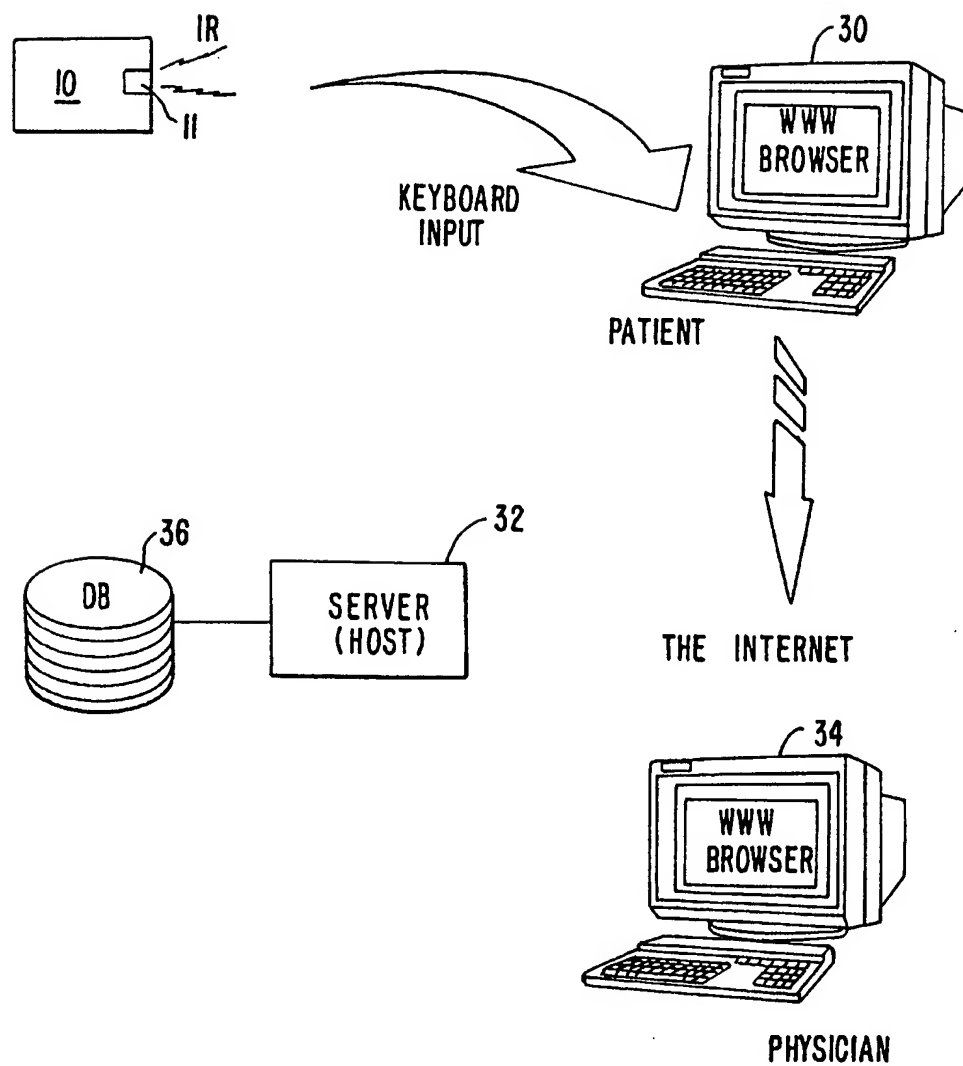 IR
10
11
30
WWW
BROWSER
KEYBOARD
INPUT
PATIENT
36
DB
32
SERVER
(HOST)
THE INTERNET
34
WWW
BROWSER
PHYSICIAN